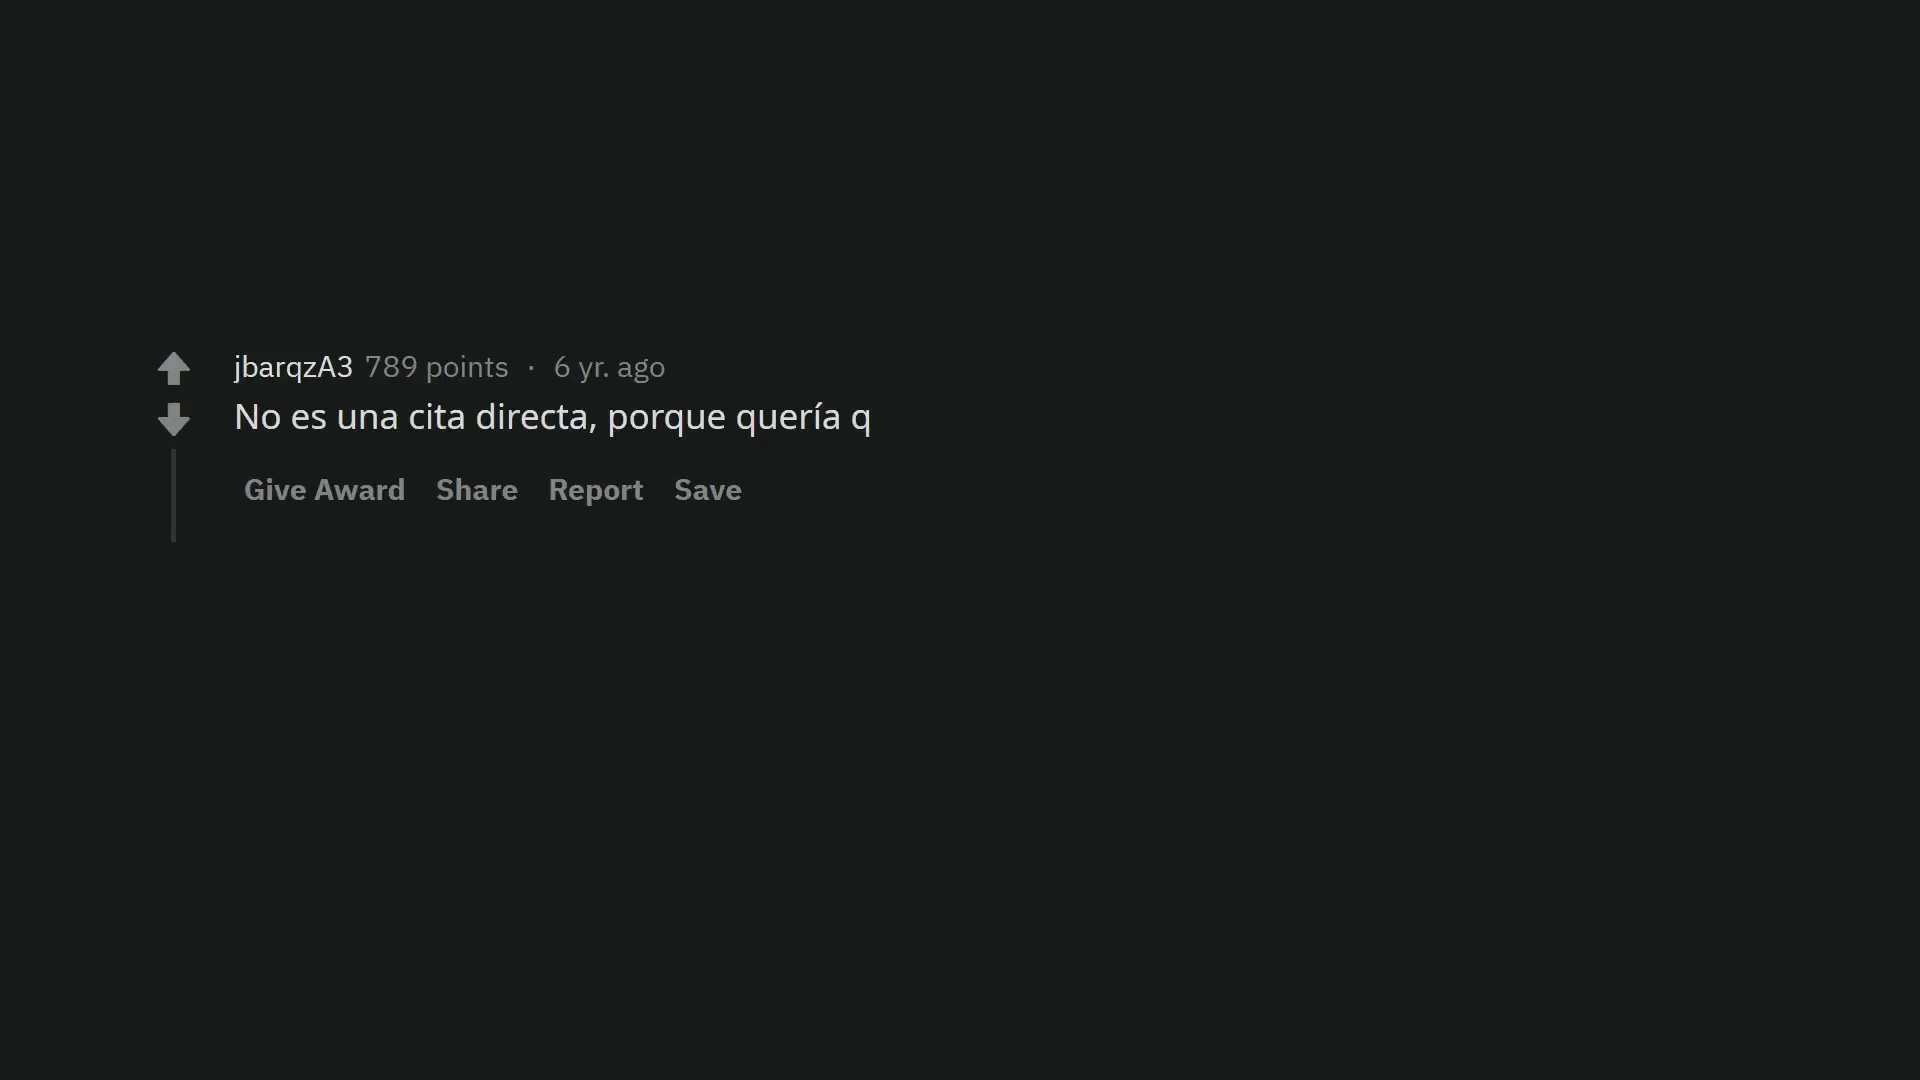 jbarqzA3 789 points · 6 yr. ago
No es una cita directa, porque quería q
Give Award Share Report Save